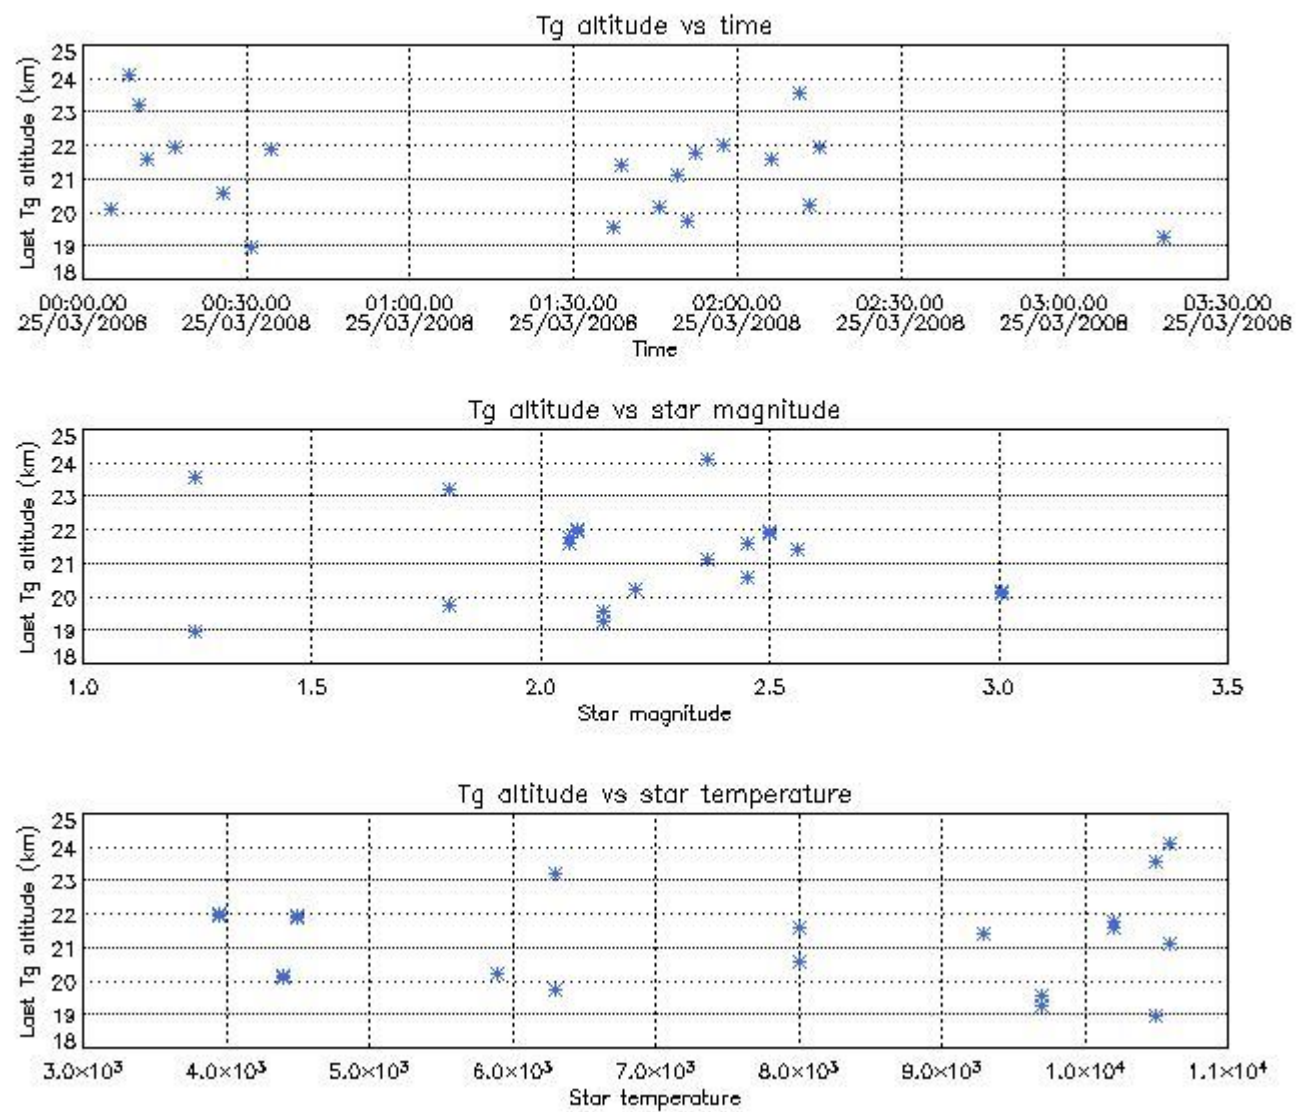 Tg altitude vs time
Last Tg altitude (km)
25
24
23
22
21
20
19
18
00:00.00 00:30.00 01:00.00 01:30.00 02:00.00 02:30.00 03:00.00 03:30.00
25/03/2008 25/03/2008 25/03/2008 25/03/2008 25/03/2008 25/03/2008 25/03/2008 25/03/2008
Time
Tg altitude vs star magnitude
Last Tg altitude (km)
25
24
23
22
21
20
19
18
1.0 1.5 2.0 2.5 3.0 3.5
Star magnitude
Tg altitude vs star temperature
Last Tg altitude (km)
25
24
23
22
21
20
19
18
3.0×10³ 4.0×10³ 5.0×10³ 6.0×10³ 7.0×10³ 8.0×10³ 9.0×10³ 1.0×10⁴ 1.1×10⁴
Star temperature